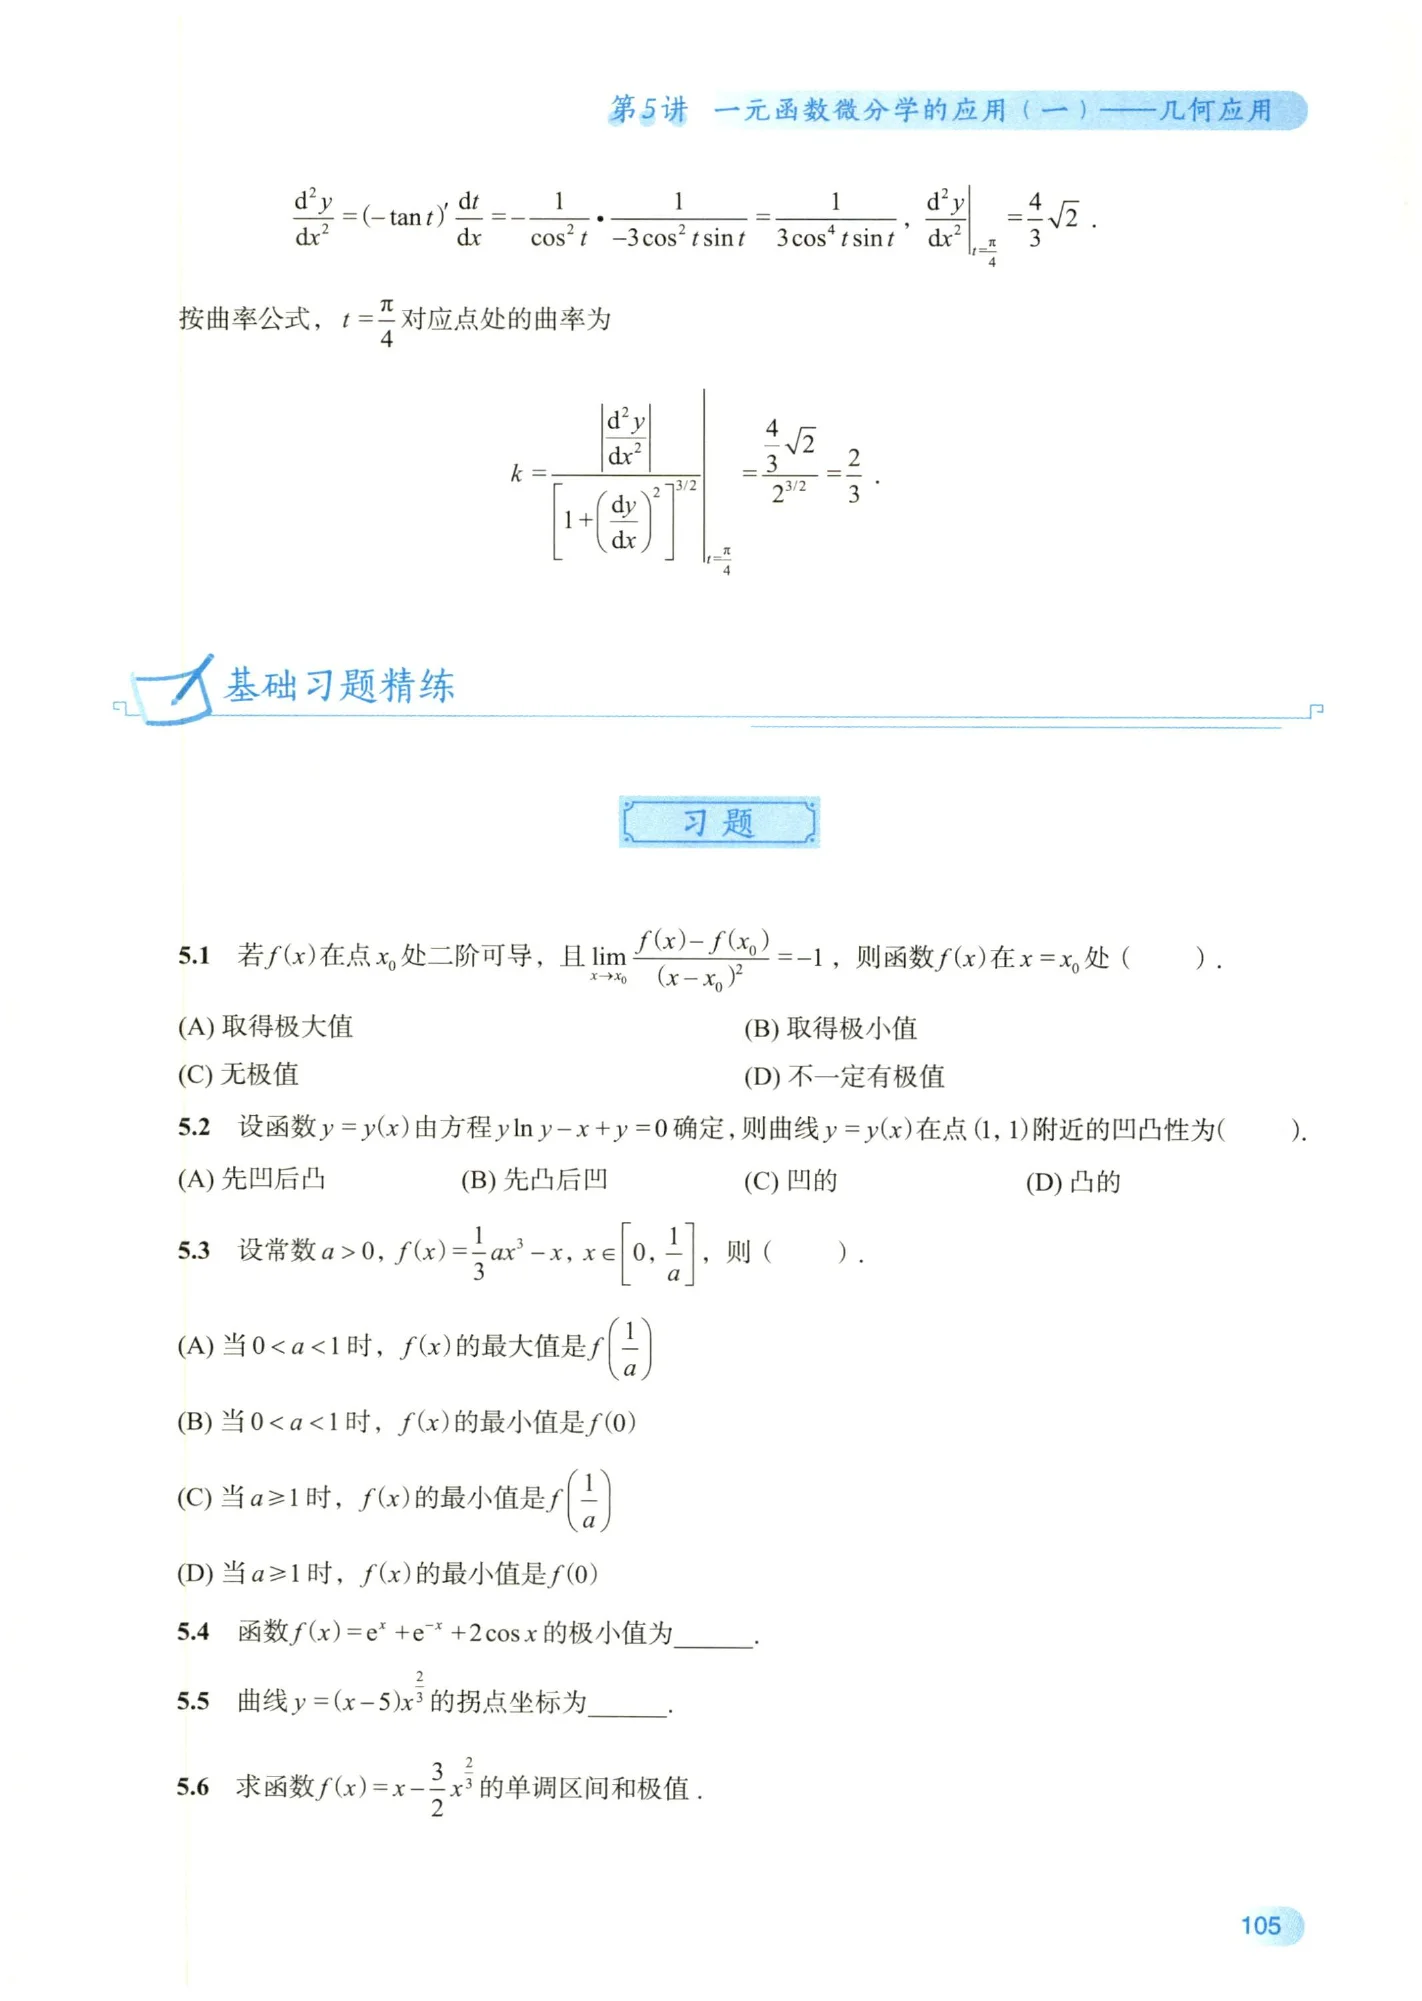 第5讲 一元函数微分学的应用(一)——几何应用
$\frac{d^2y}{dx^2}=(-\tan t)'\frac{dt}{dx}=-\frac{1}{\cos^2 t}\cdot\frac{1}{-3\cos^2 t\sin t}=\frac{1}{3\cos^4 t\sin t}$，$\left.\frac{d^2y}{dx^2}\right|_{t=\frac{π}{4}}=\frac{4}{3}\sqrt{2}$．
按曲率公式，$t=\frac{π}{4}$对应点处的曲率为
$k=\left.\frac{\left|\frac{d^2y}{dx^2}\right|}{\left[1+\left(\frac{dy}{dx}\right)^2\right]^{3/2}}\right|_{t=\frac{π}{4}}=\frac{\frac{4}{3}\sqrt{2}}{2^{3/2}}=\frac{2}{3}$．
基础习题精练
习题
5.1 若$f(x)$在点$x_0$处二阶可导，且$\lim_{x\to x_0}\frac{f(x)-f(x_0)}{(x-x_0)^2}=-1$，则函数$f(x)$在$x=x_0$处( )．
(A) 取得极大值 (B) 取得极小值
(C) 无极值 (D) 不一定有极值
5.2 设函数$y=y(x)$由方程$y\ln y-x+y=0$确定，则曲线$y=y(x)$在点(1, 1)附近的凹凸性为( )．
(A) 先凹后凸 (B) 先凸后凹 (C) 凹的 (D) 凸的
5.3 设常数$a>0$, $f(x)=\frac{1}{3}ax^3-x$, $x\in\left[0,\frac{1}{a}\right]$，则( )．
(A) 当$0<a<1$时，$f(x)$的最大值是$f\left(\frac{1}{a}\right)$
(B) 当$0<a<1$时，$f(x)$的最小值是$f(0)$
(C) 当$a\geqslant1$时，$f(x)$的最小值是$f\left(\frac{1}{a}\right)$
(D) 当$a\geqslant1$时，$f(x)$的最小值是$f(0)$
5.4 函数$f(x)=e^x+e^{-x}+2\cos x$的极小值为______．
5.5 曲线$y=(x-5)x^{\frac{2}{3}}$的拐点坐标为______．
5.6 求函数$f(x)=x-\frac{3}{2}x^{\frac{2}{3}}$的单调区间和极值．
105